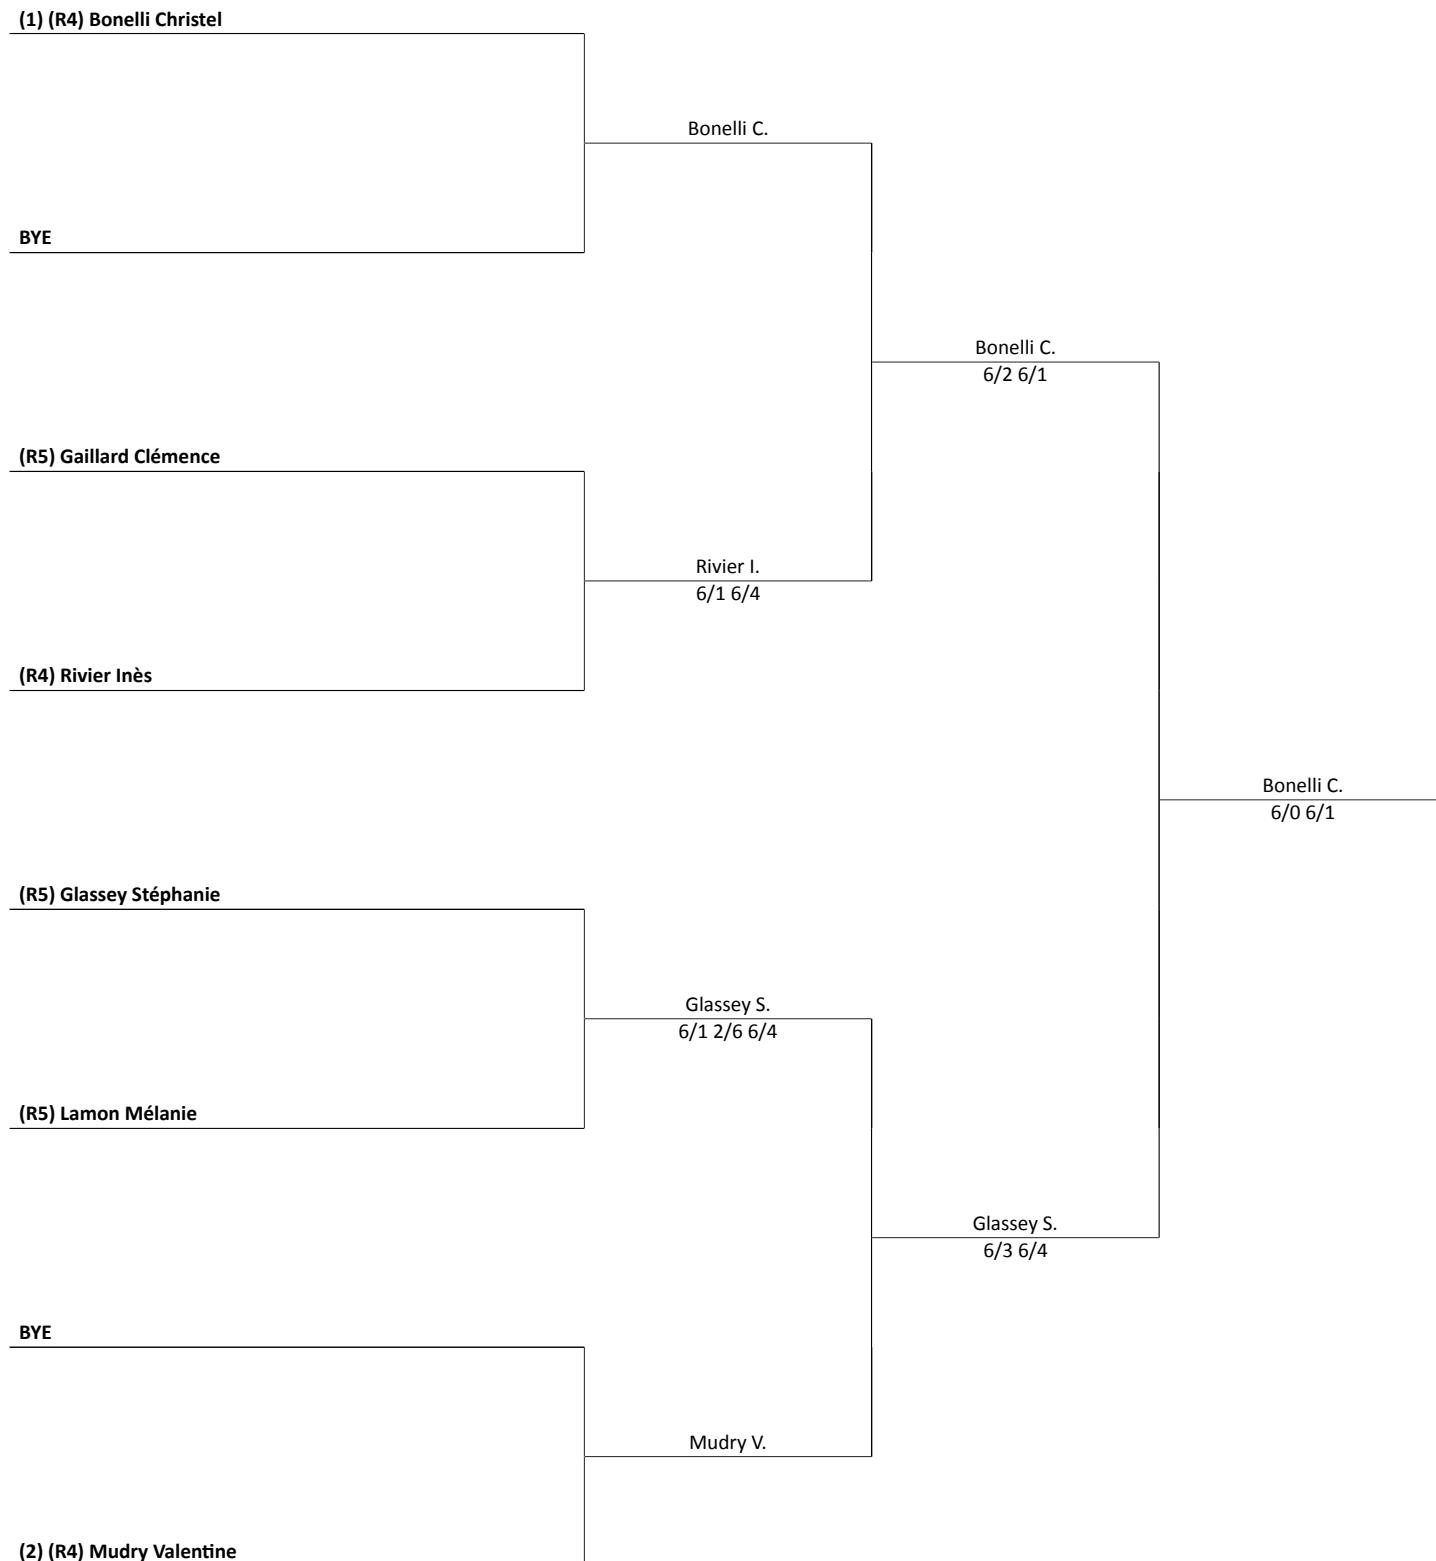 (1) (R4) Bonelli Christel
Bonelli C.
BYE
Bonelli C.
6/2 6/1
(R5) Gaillard Clémence
Rivier I.
6/1 6/4
(R4) Rivier Inès
Bonelli C.
6/0 6/1
(R5) Glassey Stéphanie
Glassey S.
6/1 2/6 6/4
(R5) Lamon Mélanie
Glassey S.
6/3 6/4
BYE
Mudry V.
(2) (R4) Mudry Valentine